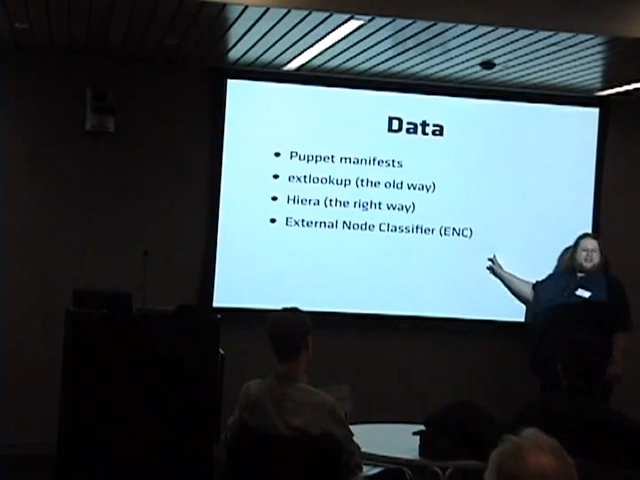 Data
Puppet manifests
extlookup (the old way)
Hiera (the right way)
External Node Classifier (ENC)